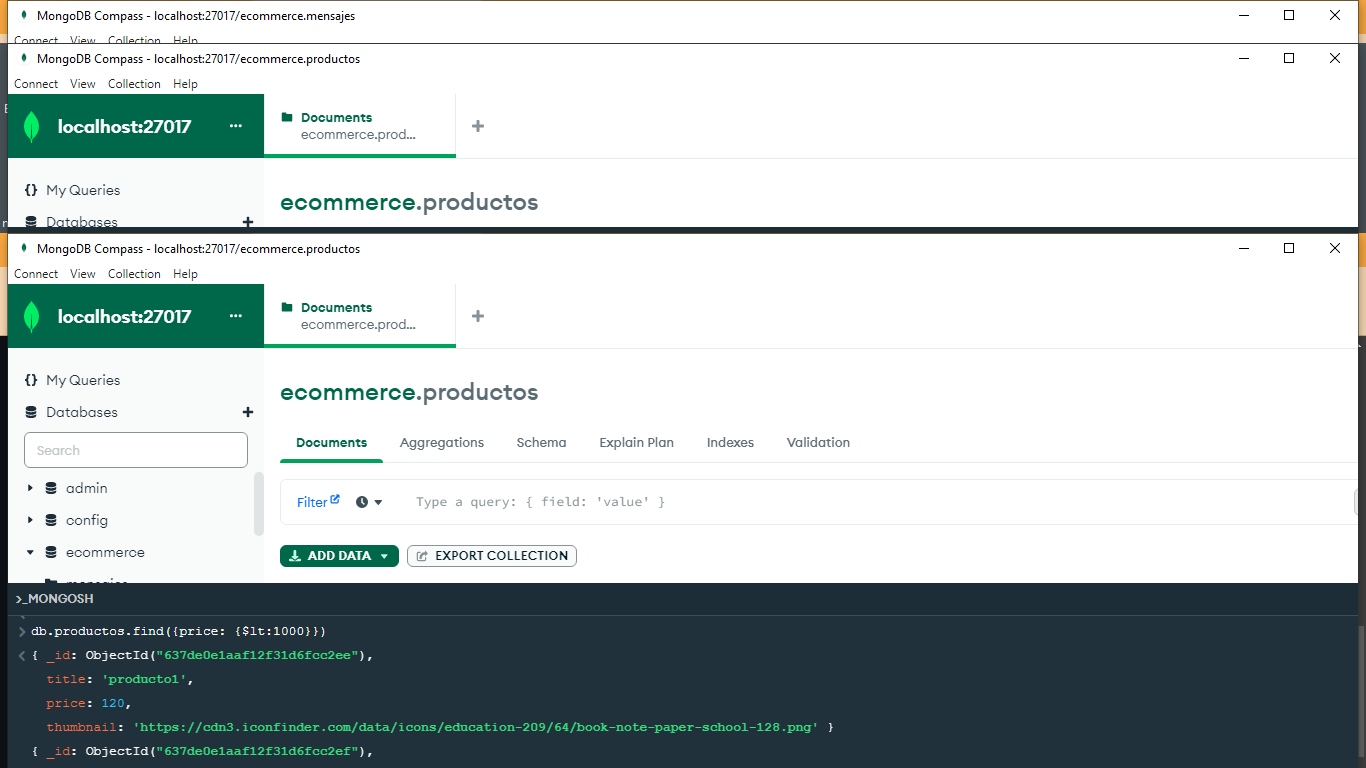 MongoDB Compass - localhost:27017/ecommerce.mensajes
Connect View Collection Help
MongoDB Compass - localhost:27017/ecommerce.productos
Connect View Collection Help
localhost:27017 ...
Documents
ecommerce.prod...
{} My Queries
ecommerce.productos
Databases
MongoDB Compass - localhost:27017/ecommerce.productos
Connect View Collection Help
localhost:27017 ...
Documents
ecommerce.prod...
{} My Queries
ecommerce.productos
Databases
Documents Aggregations Schema Explain Plan Indexes Validation
Search
admin
Filter Type a query: { field: 'value' }
config
ecommerce
ADD DATA EXPORT COLLECTION
mensajes
>_MONGOSH
db.productos.find({price: {$lt:1000}})
{ _id: ObjectId("637de0e1aaf12f31d6fcc2ee"),
title: 'producto1',
price: 120,
thumbnail: 'https://cdn3.iconfinder.com/data/icons/education-209/64/book-note-paper-school-128.png' }
{ _id: ObjectId("637de0e1aaf12f31d6fcc2ef"),